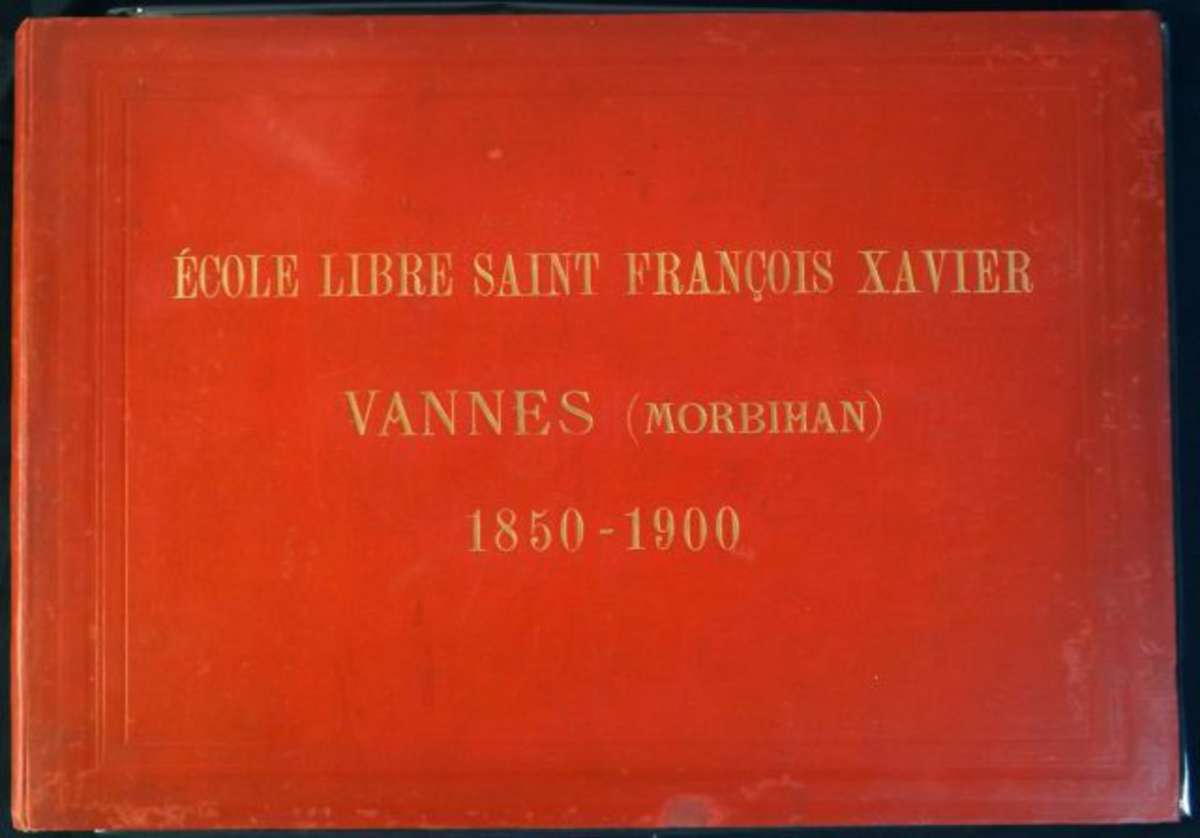 ÉCOLE LIBRE SAINT FRANÇOIS XAVIER
VANNES (MORBIHAN)
1850-1900